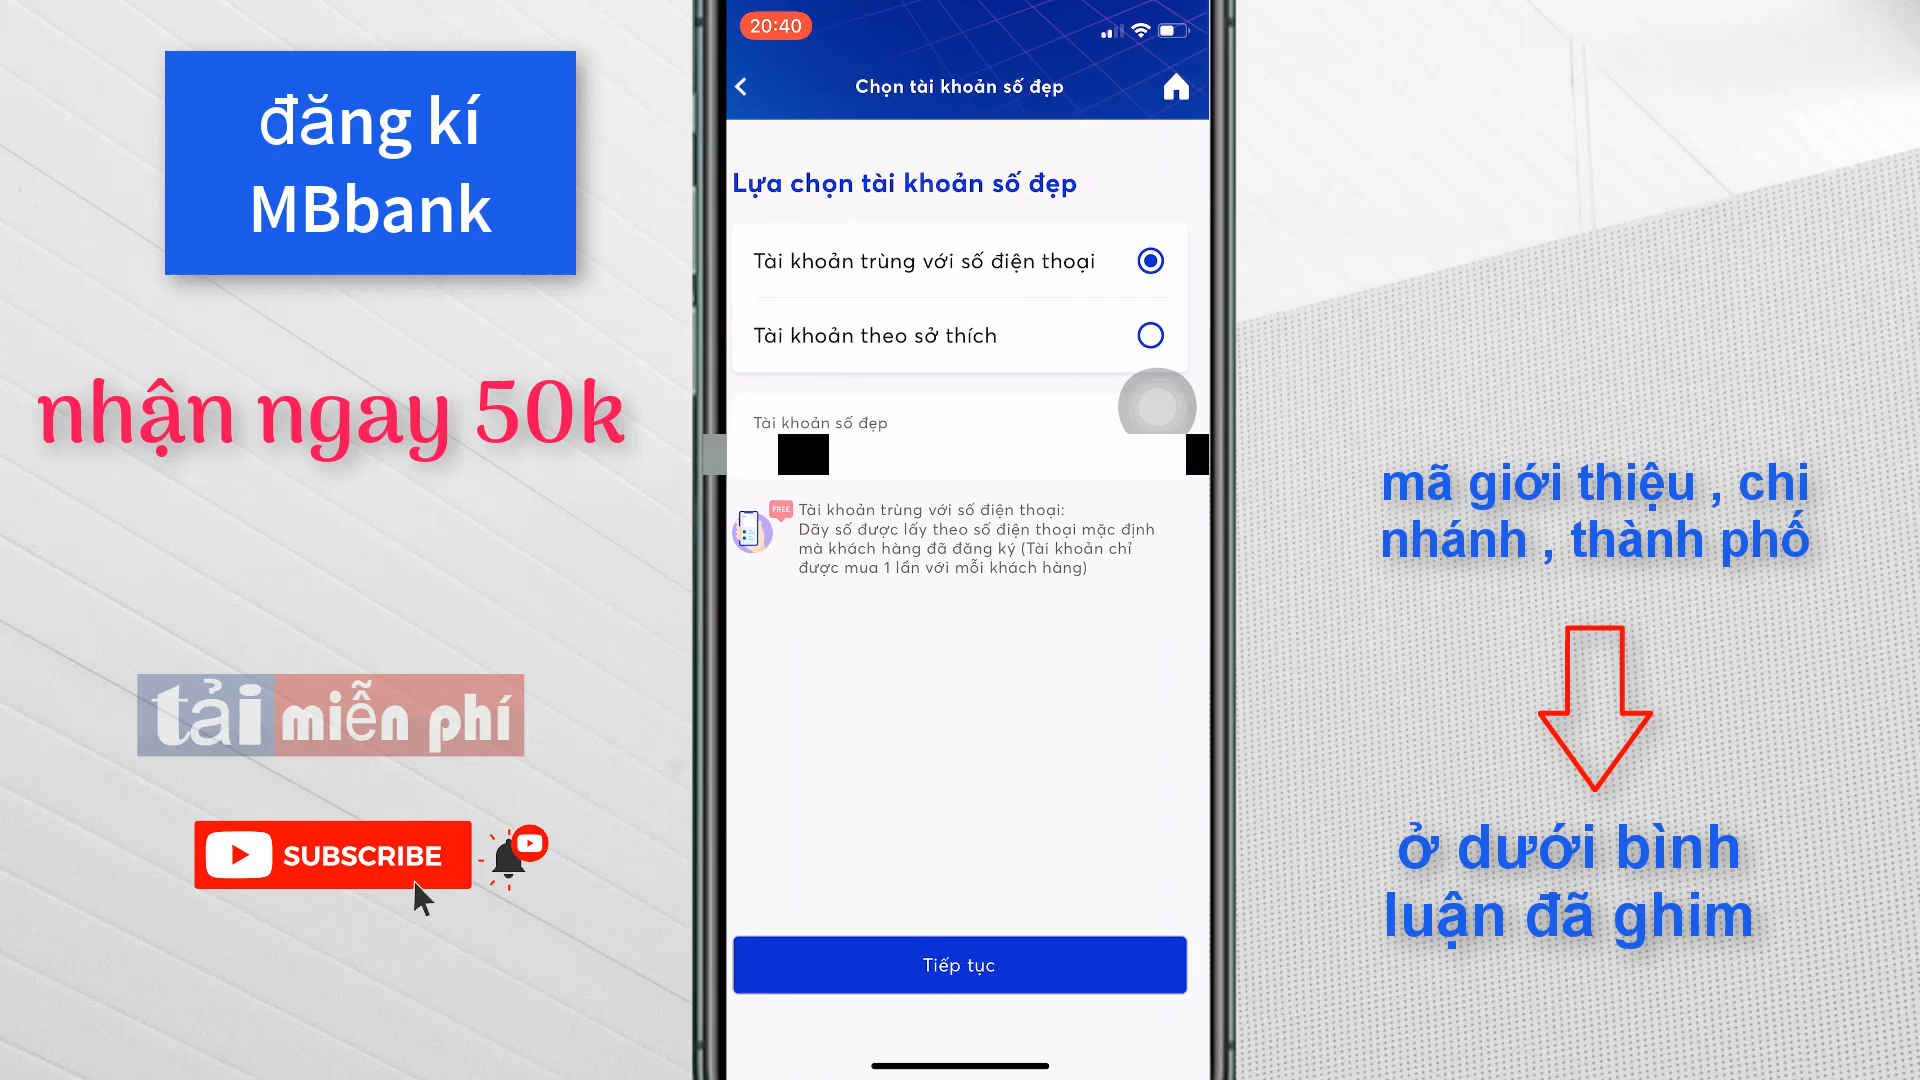 đăng kí
MBbank
nhận ngay 50k
tải miễn phí
SUBSCRIBE
20:40
Chọn tài khoản số đẹp
Lựa chọn tài khoản số đẹp
Tài khoản trùng với số điện thoại
Tài khoản theo sở thích
Tài khoản số đẹp
FREE
Tài khoản trùng với số điện thoại:
Dãy số được lấy theo số điện thoại mặc định
mà khách hàng đã đăng ký (Tài khoản chỉ
được mua 1 lần với mỗi khách hàng)
Tiếp tục
mã giới thiệu , chi
nhánh , thành phố
ở dưới bình
luận đã ghim